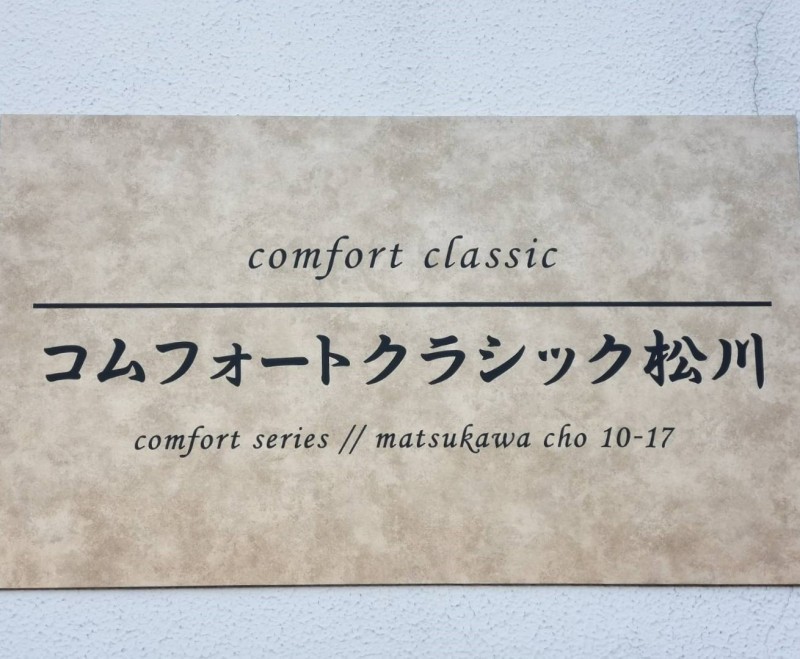 comfort classic
コムフォートクラシック松川
comfort series // matsukawa cho 10-17